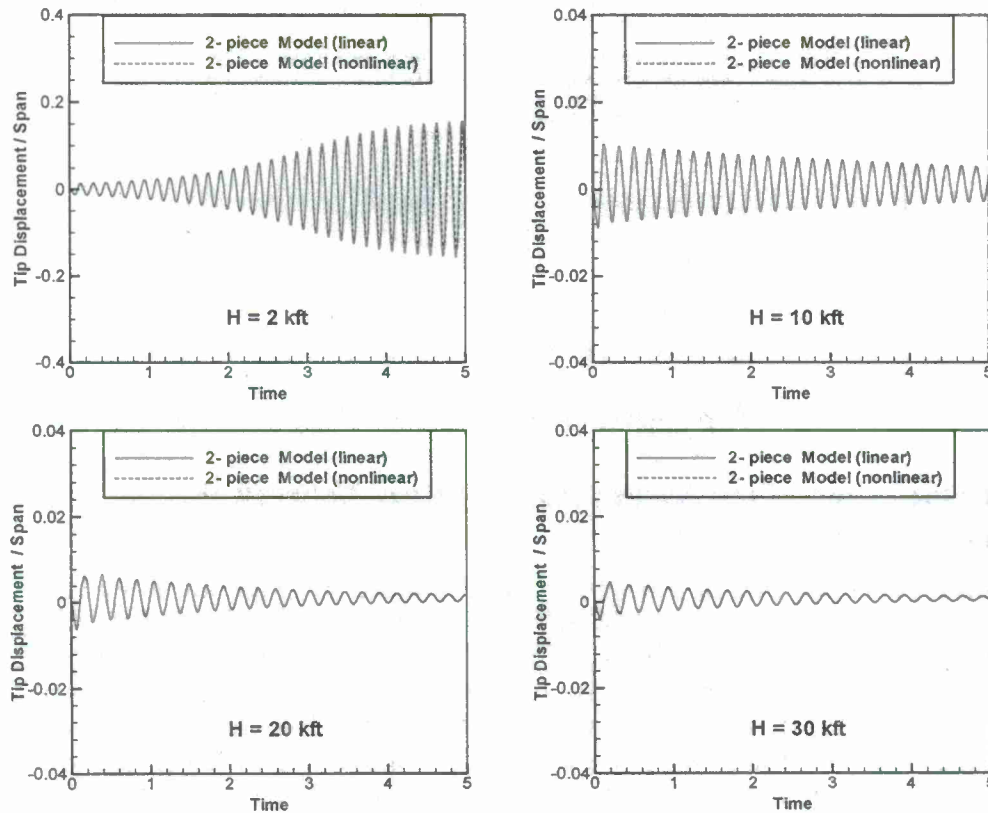 0.4
2- piece Model (linear)
2- piece Model (nonlinear)
0.2
0
-0.2
-0.4
Tip Displacement / Span
H = 2 kft
0 1 2 3 4 5
Time
0.04
2- piece Model (linear)
2- piece Model (nonlinear)
0.02
0
-0.02
-0.04
Tip Displacement / Span
H = 10 kft
0 1 2 3 4 5
Time
0.04
2- piece Model (linear)
2- piece Model (nonlinear)
0.02
0
-0.02
-0.04
Tip Displacement / Span
H = 20 kft
0 1 2 3 4 5
Time
0.04
2- piece Model (linear)
2- piece Model (nonlinear)
0.02
0
-0.02
-0.04
Tip Displacement / Span
H = 30 kft
0 1 2 3 4 5
Time